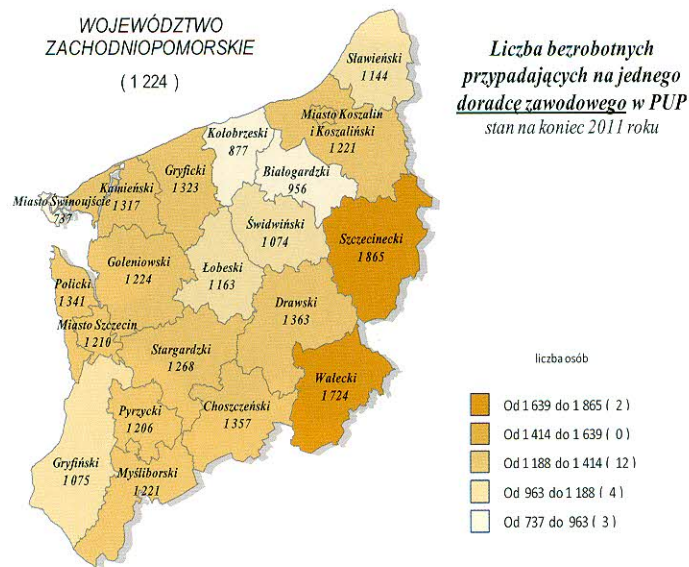 WOJEWÓDZTWO
ZACHODNIOPOMORSKIE
( 1 224 )
Liczba bezrobotnych
przypadających na jednego
doradcę zawodowego w PUP
stan na koniec 2011 roku
Sławieński
1 144
Miasto Koszalin
i Koszaliński
1 221
Kołobrzeski
877
Białogardzki
956
Gryficki
1 323
Kamieński
1 317
Miasto Świnoujście
737
Świdwiński
1 074
Szczecinecki
1 865
Goleniowski
1 224
Łobeski
1 163
Policki
1 341
Drawski
1 363
Miasto Szczecin
1 210
Stargardzki
1 268
Wałecki
1 724
Pyrzycki
1 206
Choszczeński
1 357
Gryfiński
1 075
Myśliborski
1 221
liczba osób
Od 1 639 do 1 865 ( 2)
Od 1 414 do 1 639 ( 0)
Od 1 188 do 1 414 ( 12)
Od 963 do 1 188 ( 4)
Od 737 do 963 ( 3)